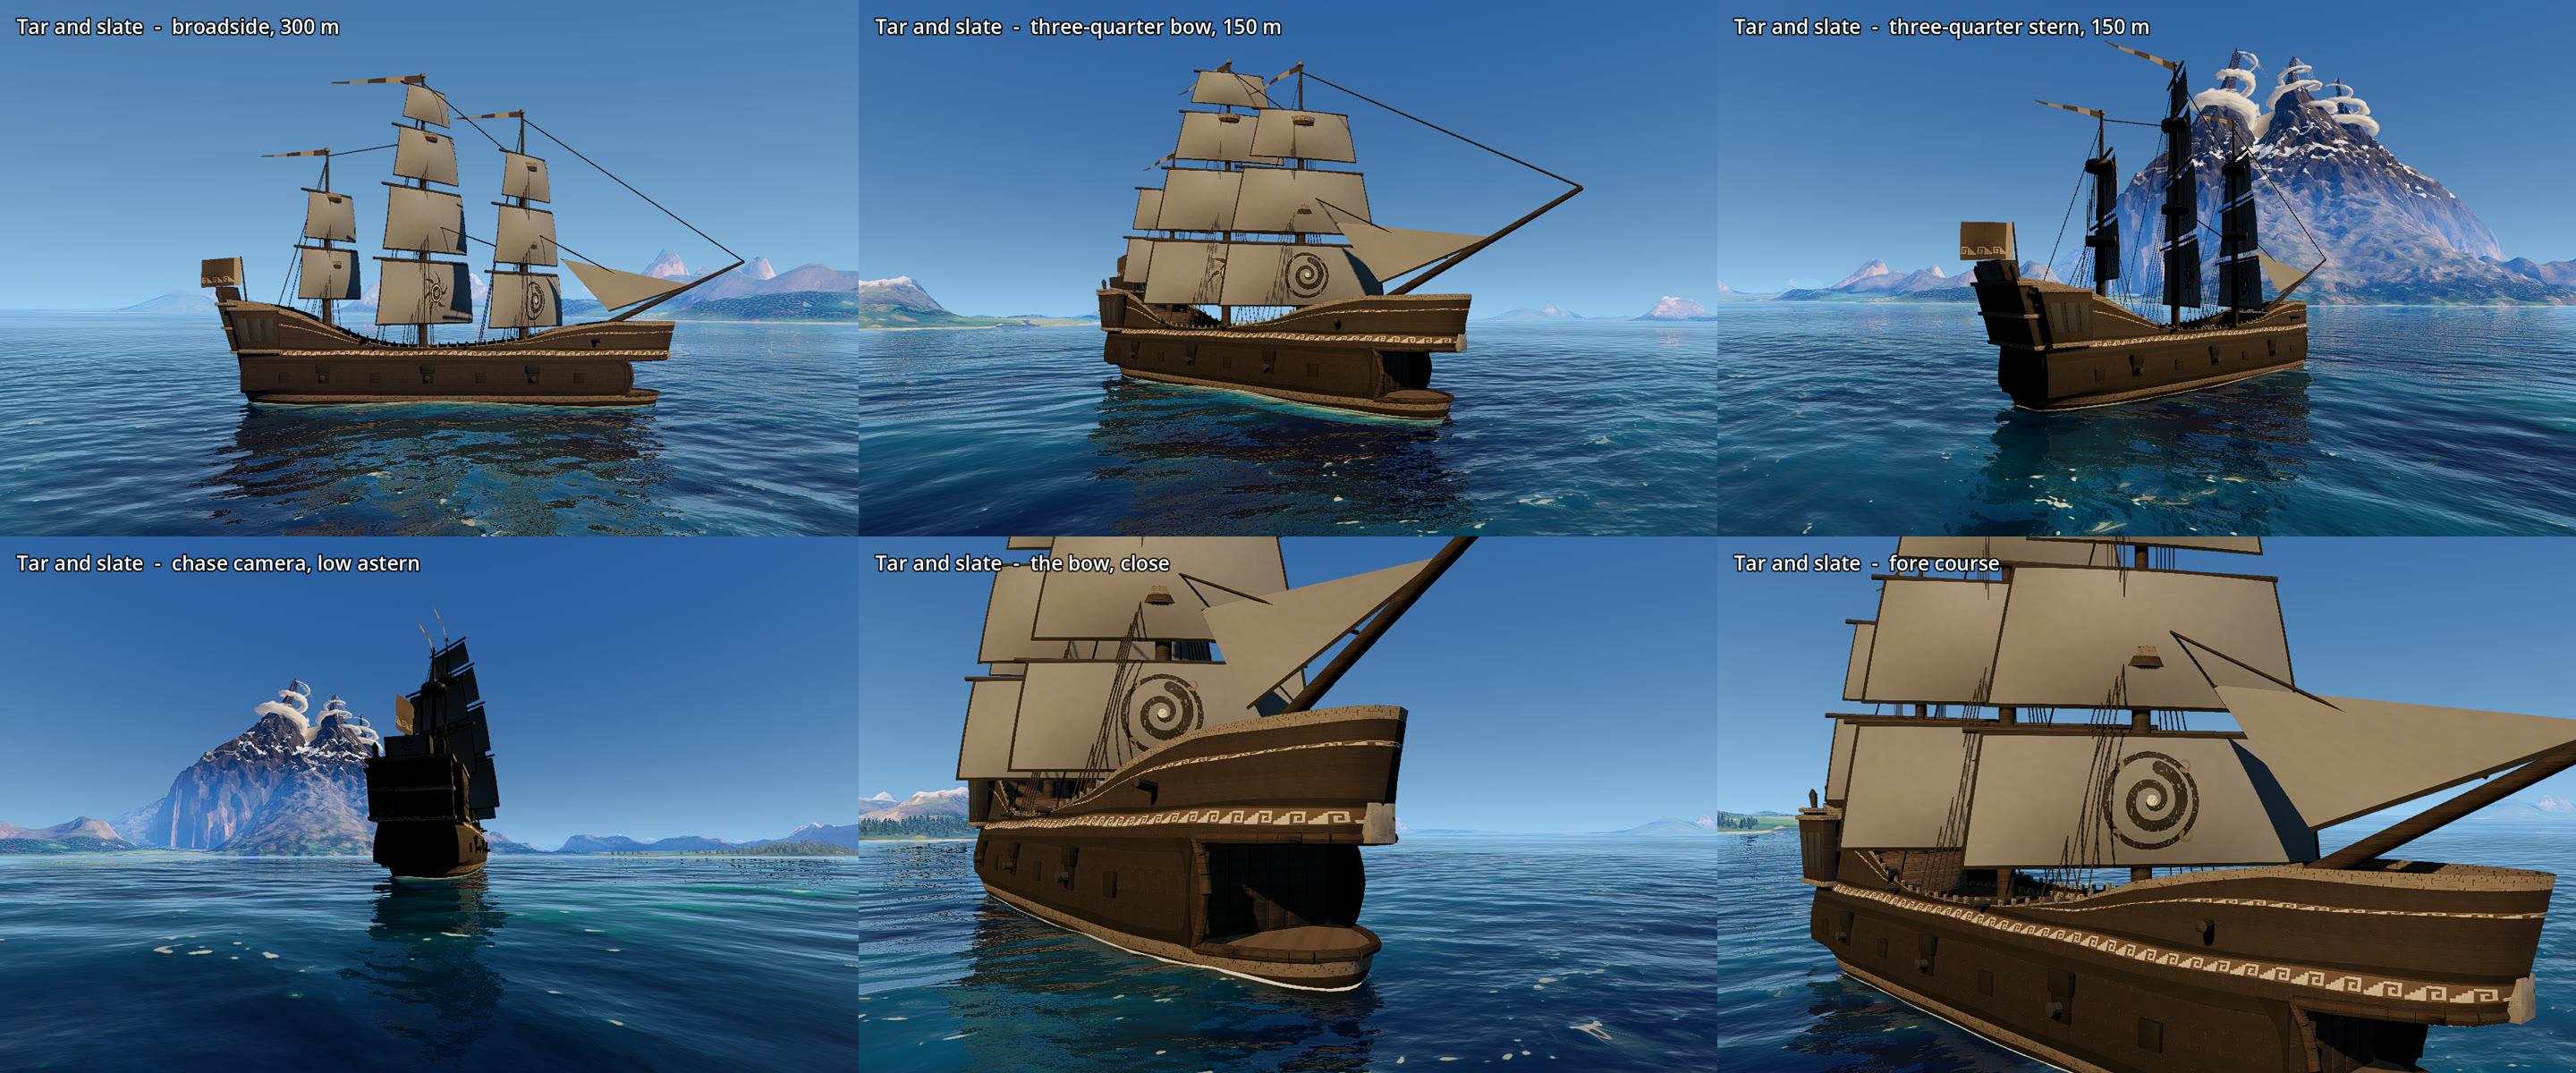 Tar and slate - broadside, 300 m
Tar and slate - three-quarter bow, 150 m
Tar and slate - three-quarter stern, 150 m
Tar and slate - chase camera, low astern
Tar and slate - the bow, close
Tar and slate - fore course